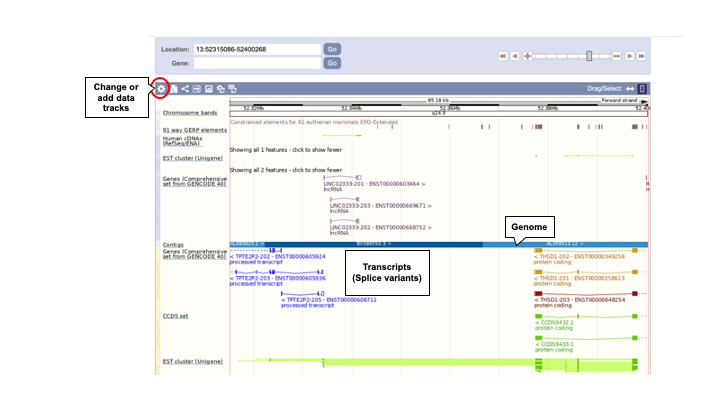 Location: 13:52315086-52400268 Go
Gene: Go
Change or
add data
tracks
Drag/Select:
85.18 kb Forward strand
52.32Mb 52.34Mb 52.36Mb 52.38Mb
Chromosome bands q14.3
Constrained elements for 91 eutherian mammals EPO-Extended
91 way GERP elements
Human cDNAs
(RefSeq/ENA)
Showing all 1 features - click to show fewer
EST cluster (Unigene)
Showing all 2 features - click to show fewer
Genes (Comprehensive
set from GENCODE 40)
LINC02333-201 - ENST00000603464 >
lncRNA
LINC02333-203 - ENST00000669671 >
lncRNA
LINC02333-202 - ENST00000668752 >
lncRNA
Genome
Contigs
Genes (Comprehensive
set from GENCODE 40)
< TPTE2P2-202 - ENST00000605924
processed transcript
< THSD1-202 - ENST00000349258
protein coding
Transcripts
(Splice variants)
< TPTE2P2-203 - ENST00000605936
processed transcript
< THSD1-201 - ENST00000258613
protein coding
< TPTE2P2-205 - ENST00000606711
processed transcript
< THSD1-203 - ENST00000648254
protein coding
CCDS set
< CCDS9432.1
protein coding
< CCDS9433.1
protein coding
EST cluster (Unigene)